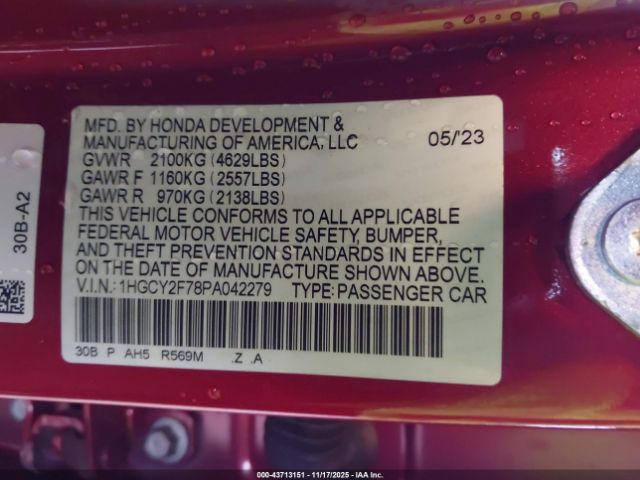 MFD. BY HONDA DEVELOPMENT &
MANUFACTURING OF AMERICA, LLC 05/'23
GVWR 2100KG (4629LBS)
GAWR F 1160KG (2557LBS)
GAWR R 970KG (2138LBS)
THIS VEHICLE CONFORMS TO ALL APPLICABLE
FEDERAL MOTOR VEHICLE SAFETY, BUMPER,
AND THEFT PREVENTION STANDARDS IN EFFECT
ON THE DATE OF MANUFACTURE SHOWN ABOVE.
V.I.N.: 1HGCY2F78PA042279 TYPE: PASSENGER CAR
30B P AH5 R569M .Z .A
30B-A2
000-43713151 - 11/17/2025 - IAA Inc.